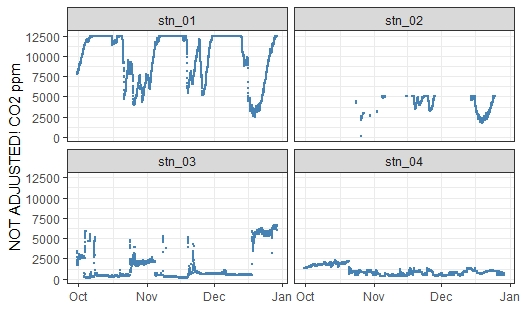 stn_01
stn_02
12500
10000
7500
5000
2500
0
stn_03
stn_04
12500
10000
7500
5000
2500
0
NOT ADJUSTED! CO2 ppm
Oct
Nov
Dec
Jan
Oct
Nov
Dec
Jan